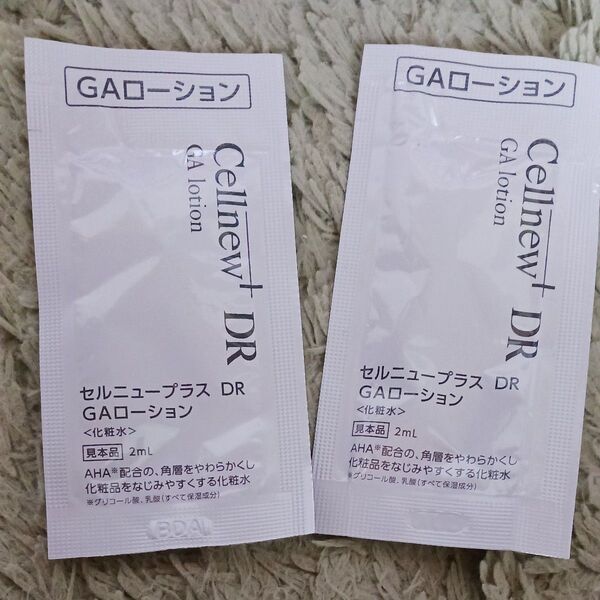 GAローション
Cellnew+ DR
GA lotion
セルニュープラス DR
GAローション
<化粧水>
見本品 2mL
AHA※配合の、角層をやわらかくし
化粧品をなじみやすくする化粧水
※グリコール酸、乳酸(すべて保湿成分)
BDA
GAローション
Cellnew+ DR
GA lotion
セルニュープラス DR
GAローション
<化粧水>
見本品 2mL
AHA※配合の、角層をやわらかくし
化粧品をなじみやすくする化粧水
※グリコール酸、乳酸(すべて保湿成分)